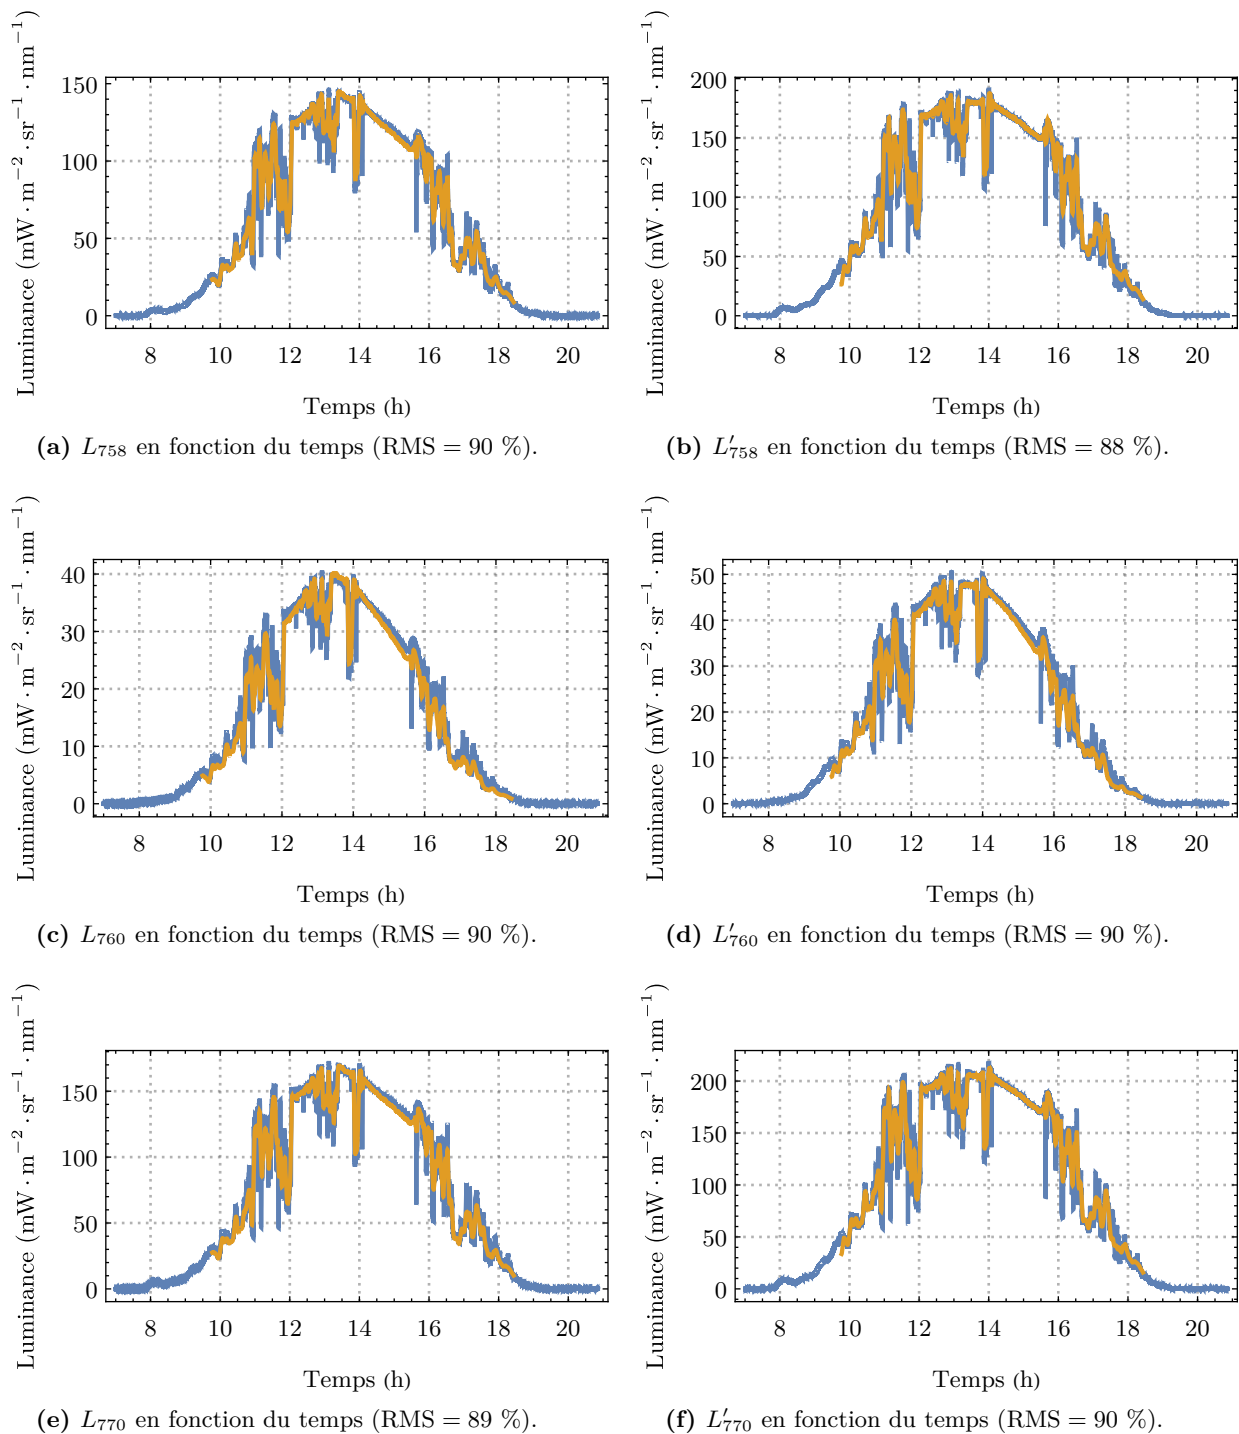 Luminance (mW · m⁻² · sr⁻¹ · nm⁻¹)
150
100
50
0
8 10 12 14 16 18 20
Temps (h)
(a) L₇₅₈ en fonction du temps (RMS = 90 %).
Luminance (mW · m⁻² · sr⁻¹ · nm⁻¹)
200
150
100
50
0
8 10 12 14 16 18 20
Temps (h)
(b) L′₇₅₈ en fonction du temps (RMS = 88 %).
Luminance (mW · m⁻² · sr⁻¹ · nm⁻¹)
40
30
20
10
0
8 10 12 14 16 18 20
Temps (h)
(c) L₇₆₀ en fonction du temps (RMS = 90 %).
Luminance (mW · m⁻² · sr⁻¹ · nm⁻¹)
50
40
30
20
10
0
8 10 12 14 16 18 20
Temps (h)
(d) L′₇₆₀ en fonction du temps (RMS = 90 %).
Luminance (mW · m⁻² · sr⁻¹ · nm⁻¹)
150
100
50
0
8 10 12 14 16 18 20
Temps (h)
(e) L₇₇₀ en fonction du temps (RMS = 89 %).
Luminance (mW · m⁻² · sr⁻¹ · nm⁻¹)
200
150
100
50
0
8 10 12 14 16 18 20
Temps (h)
(f) L′₇₇₀ en fonction du temps (RMS = 90 %).